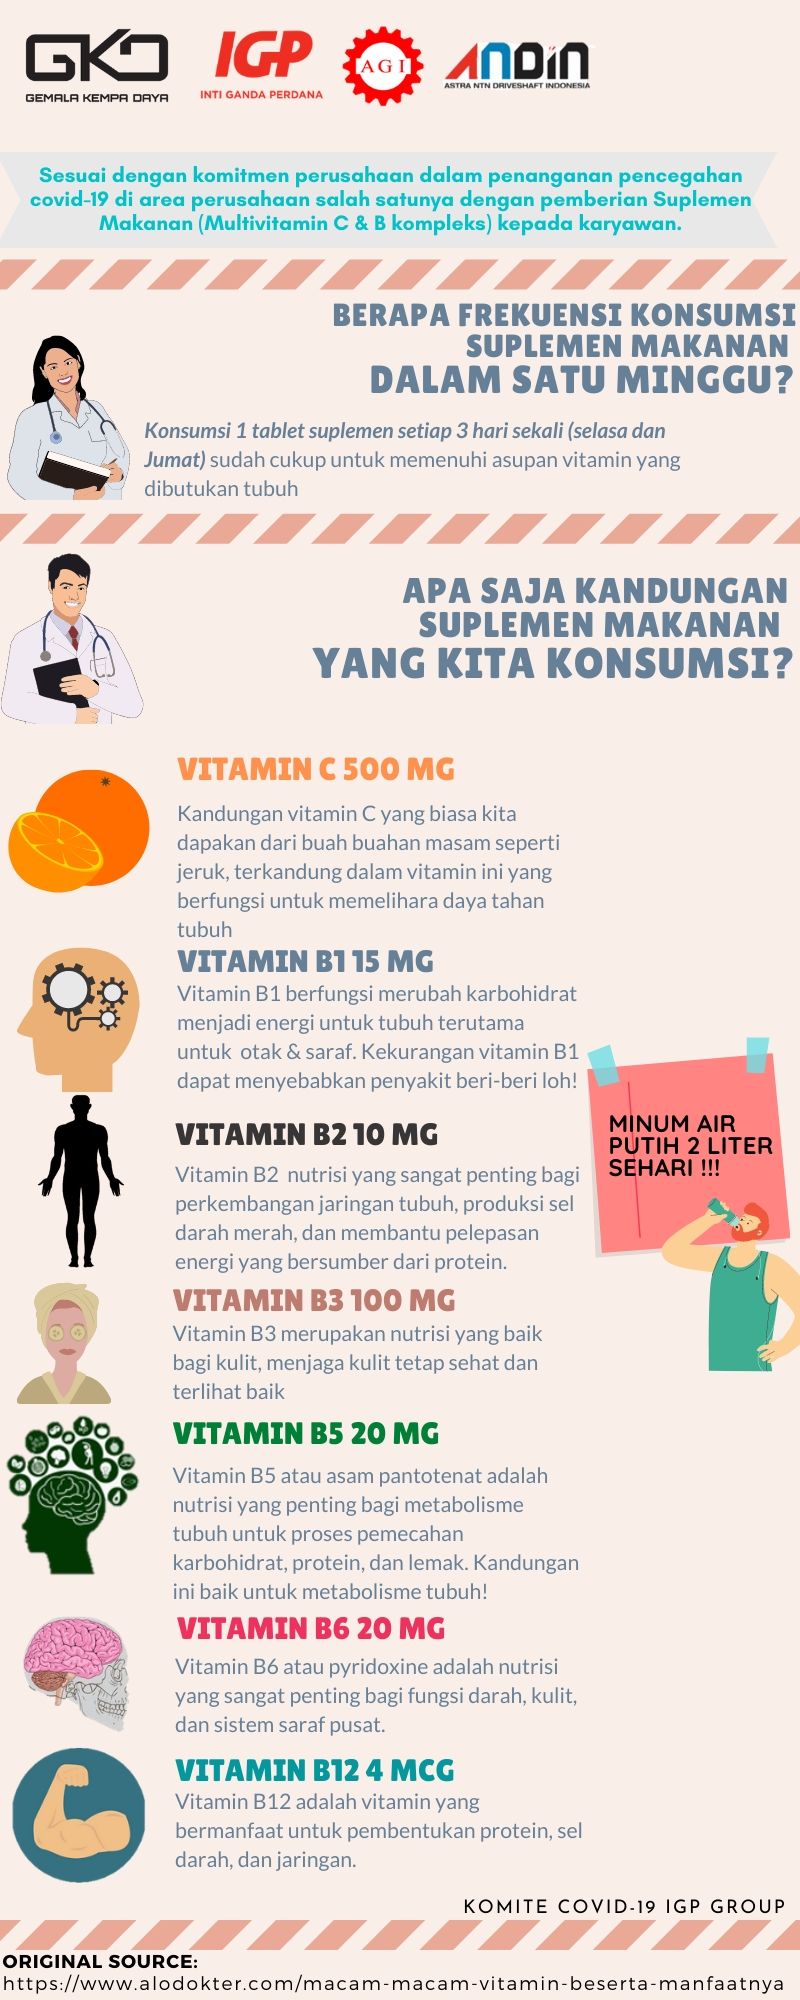 GKD
GEMALA KEMPA DAYA
IGP
INTI GANDA PERDANA
AGI
ANDIN
ASTRA NTN DRIVESHAFT INDONESIA
Sesuai dengan komitmen perusahaan dalam penanganan pencegahan
covid-19 di area perusahaan salah satunya dengan pemberian Suplemen
Makanan (Multivitamin C & B kompleks) kepada karyawan.
BERAPA FREKUENSI KONSUMSI
SUPLEMEN MAKANAN
DALAM SATU MINGGU?
Konsumsi 1 tablet suplemen setiap 3 hari sekali (selasa dan
Jumat) sudah cukup untuk memenuhi asupan vitamin yang
dibutukan tubuh
APA SAJA KANDUNGAN
SUPLEMEN MAKANAN
YANG KITA KONSUMSI?
VITAMIN C 500 MG
Kandungan vitamin C yang biasa kita
dapakan dari buah buahan masam seperti
jeruk, terkandung dalam vitamin ini yang
berfungsi untuk memelihara daya tahan
tubuh
VITAMIN B1 15 MG
Vitamin B1 berfungsi merubah karbohidrat
menjadi energi untuk tubuh terutama
untuk otak & saraf. Kekurangan vitamin B1
dapat menyebabkan penyakit beri-beri loh!
MINUM AIR
PUTIH 2 LITER
SEHARI !!!
VITAMIN B2 10 MG
Vitamin B2 nutrisi yang sangat penting bagi
perkembangan jaringan tubuh, produksi sel
darah merah, dan membantu pelepasan
energi yang bersumber dari protein.
VITAMIN B3 100 MG
Vitamin B3 merupakan nutrisi yang baik
bagi kulit, menjaga kulit tetap sehat dan
terlihat baik
VITAMIN B5 20 MG
Vitamin B5 atau asam pantotenat adalah
nutrisi yang penting bagi metabolisme
tubuh untuk proses pemecahan
karbohidrat, protein, dan lemak. Kandungan
ini baik untuk metabolisme tubuh!
VITAMIN B6 20 MG
Vitamin B6 atau pyridoxine adalah nutrisi
yang sangat penting bagi fungsi darah, kulit,
dan sistem saraf pusat.
VITAMIN B12 4 MCG
Vitamin B12 adalah vitamin yang
bermanfaat untuk pembentukan protein, sel
darah, dan jaringan.
KOMITE COVID-19 IGP GROUP
ORIGINAL SOURCE:
https://www.alodokter.com/macam-macam-vitamin-beserta-manfaatnya